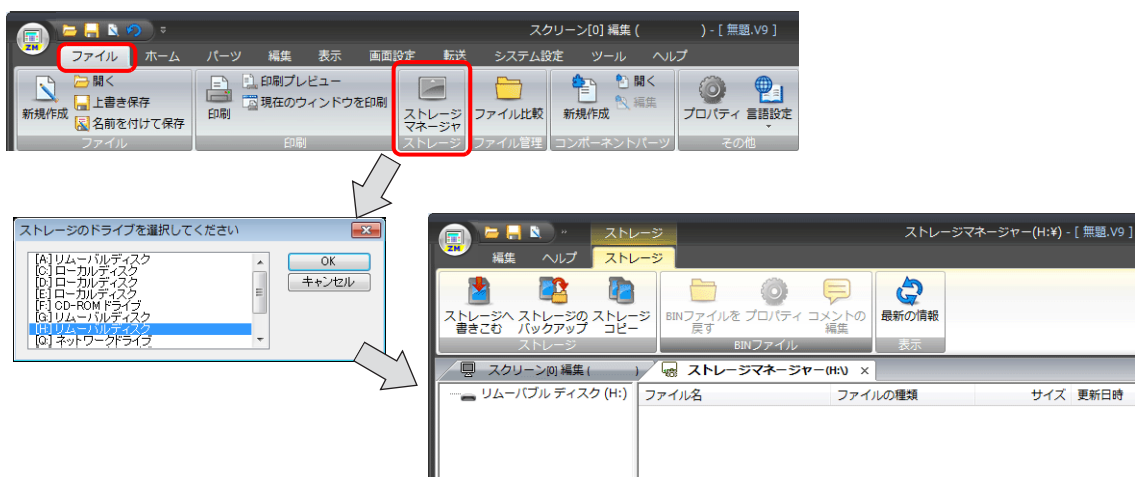 スクリーン[0] 編集 ( ) - [ 無題.V9 ]
ZM
ファイル ホーム パーツ 編集 表示 画面設定 転送 システム設定 ツール ヘルプ
新規作成
開く
上書き保存
名前を付けて保存
ファイル
印刷
印刷プレビュー
現在のウィンドウを印刷
印刷
ストレージ
マネージャ
ストレージ
ファイル比較
ファイル管理
新規作成
開く
編集
コンポーネントパーツ
プロパティ 言語設定
その他
ストレージのドライブを選択してください
[A:]リムーバルディスク
[C:]ローカルディスク
[D:]ローカルディスク
[E:]ローカルディスク
[F:] CD-ROMドライブ
[G:]リムーバルディスク
[H:]リムーバルディスク
[Q:] ネットワークドライブ
OK
キャンセル
ストレージ
ストレージマネージャー(H:¥) - [ 無題.V9 ]
ZM
編集 ヘルプ ストレージ
ストレージへ
書きこむ
ストレージの
バックアップ
ストレージ
コピー
ストレージ
BINファイルを
戻す
プロパティ
コメントの
編集
BINファイル
最新の情報
表示
スクリーン[0] 編集 ( )
ストレージマネージャー(H:\) ×
リムーバブル ディスク (H:)
ファイル名 ファイルの種類 サイズ 更新日時